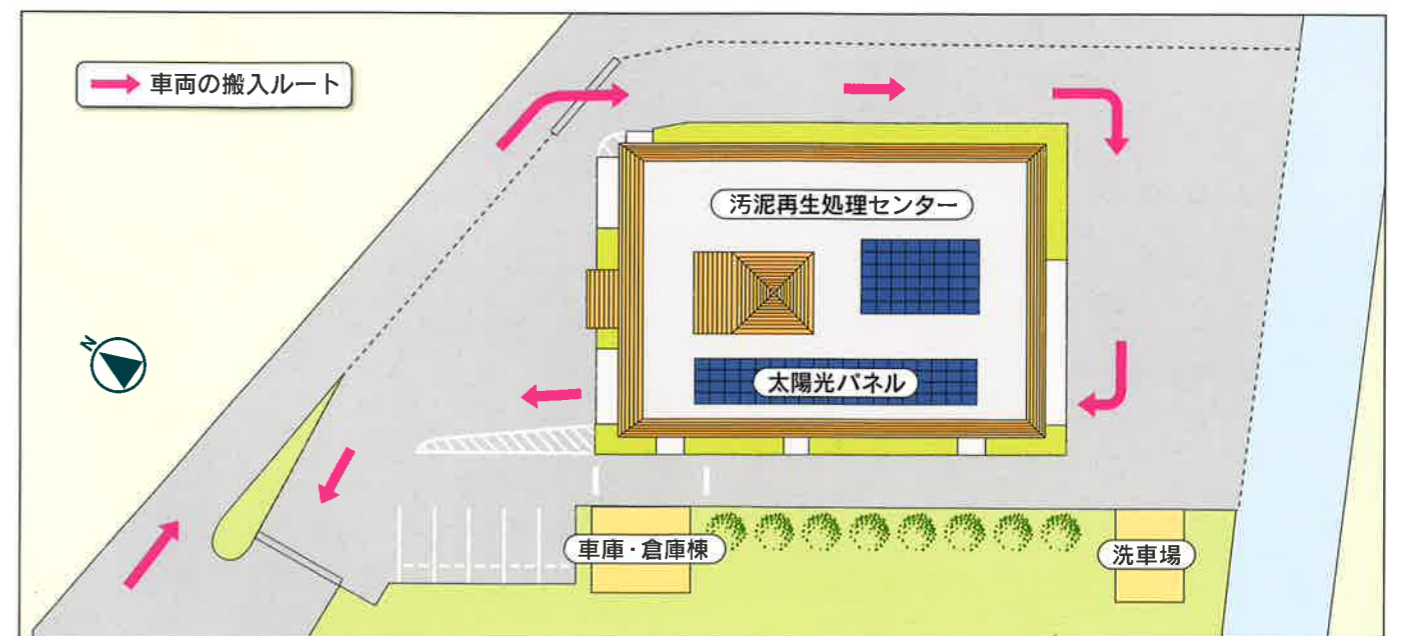 車両の搬入ルート
汚泥再生処理センター
太陽光パネル
N
車庫・倉庫棟
洗車場